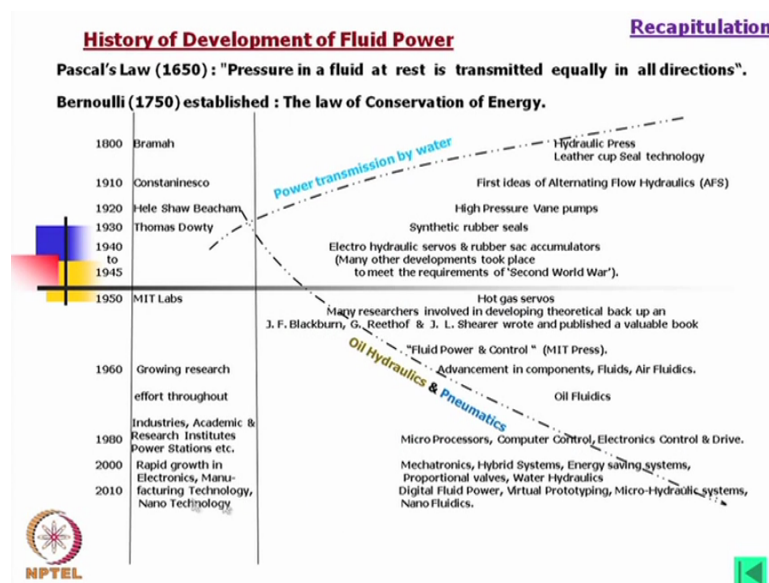 Recapitulation
History of Development of Fluid Power
Pascal's Law (1650) : "Pressure in a fluid at rest is transmitted equally in all directions".
Bernoulli (1750) established : The law of Conservation of Energy.
1800 Bramah Hydraulic Press
Leather cup Seal technology
Power transmission by water
1910 Constaninesco First ideas of Alternating Flow Hydraulics (AFS)
1920 Hele Shaw Beacham High Pressure Vane pumps
1930 Thomas Dowty Synthetic rubber seals
1940 Electro hydraulic servos & rubber sac accumulators
to (Many other developments took place
1945 to meet the requirements of 'Second World War').
1950 MIT Labs Hot gas servos
Many researchers involved in developing theoretical back up an
J. F. Blackburn, G. Reethof & J. L. Shearer wrote and published a valuable book
"Fluid Power & Control " (MIT Press).
Oil Hydraulics & Pneumatics
1960 Growing research Advancement in components, Fluids, Air Fluidics.
effort throughout Oil Fluidics
Industries, Academic &
1980 Research Institutes Micro Processors, Computer Control, Electronics Control & Drive.
Power Stations etc.
2000 Rapid growth in Mechatronics, Hybrid Systems, Energy saving systems,
Electronics, Manu- Proportional valves, Water Hydraulics
2010 facturing Technology, Digital Fluid Power, Virtual Prototyping, Micro-Hydraulic systems,
Nano Technology Nano Fluidics.
NPTEL